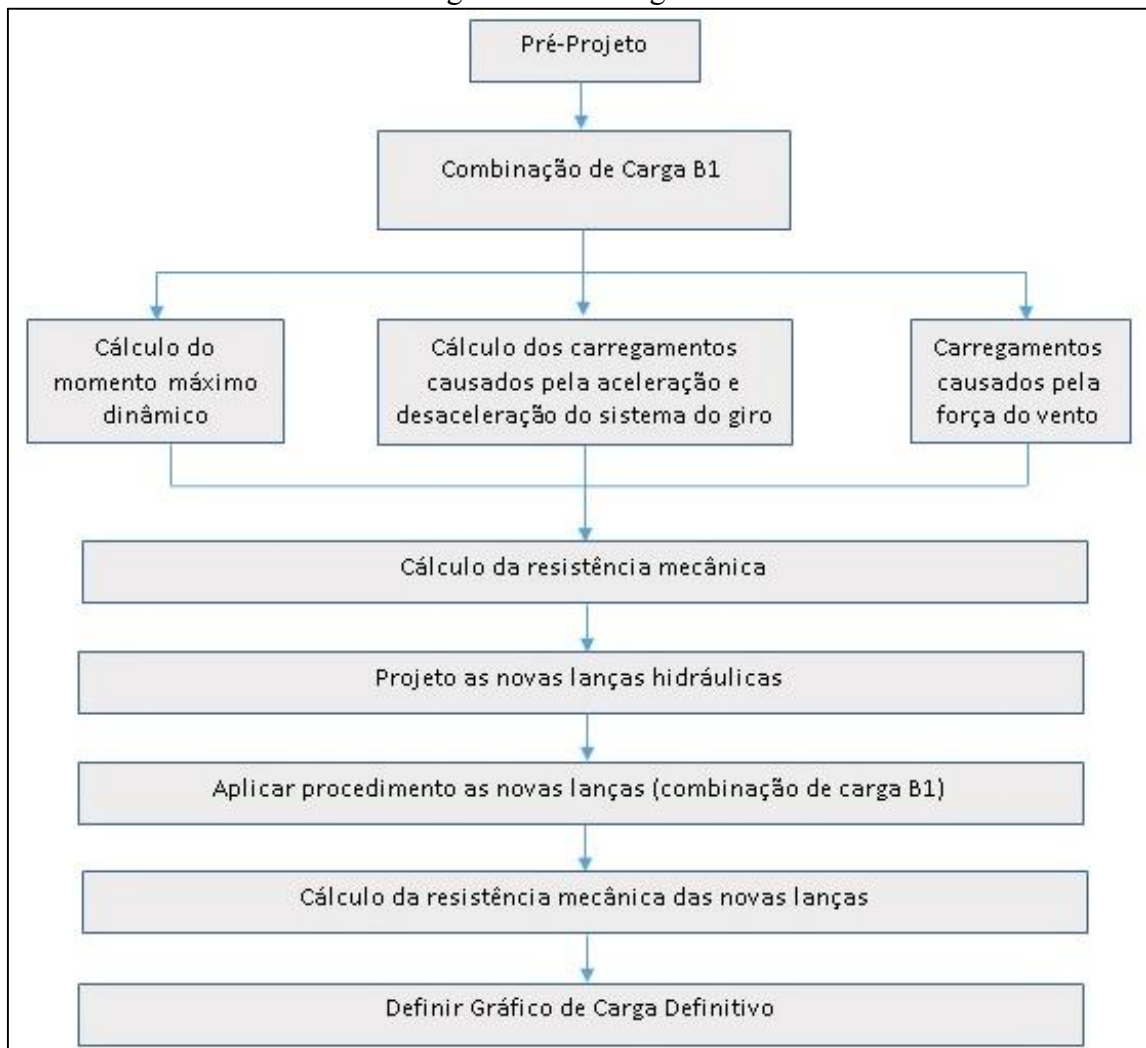 Pré-Projeto
Combinação de Carga B1
Cálculo do
momento máximo
dinâmico
Cálculo dos carregamentos
causados pela aceleração e
desaceleração do sistema do giro
Carregamentos
causados pela
força do vento
Cálculo da resistência mecânica
Projeto as novas lanças hidráulicas
Aplicar procedimento as novas lanças (combinação de carga B1)
Cálculo da resistência mecânica das novas lanças
Definir Gráfico de Carga Definitivo